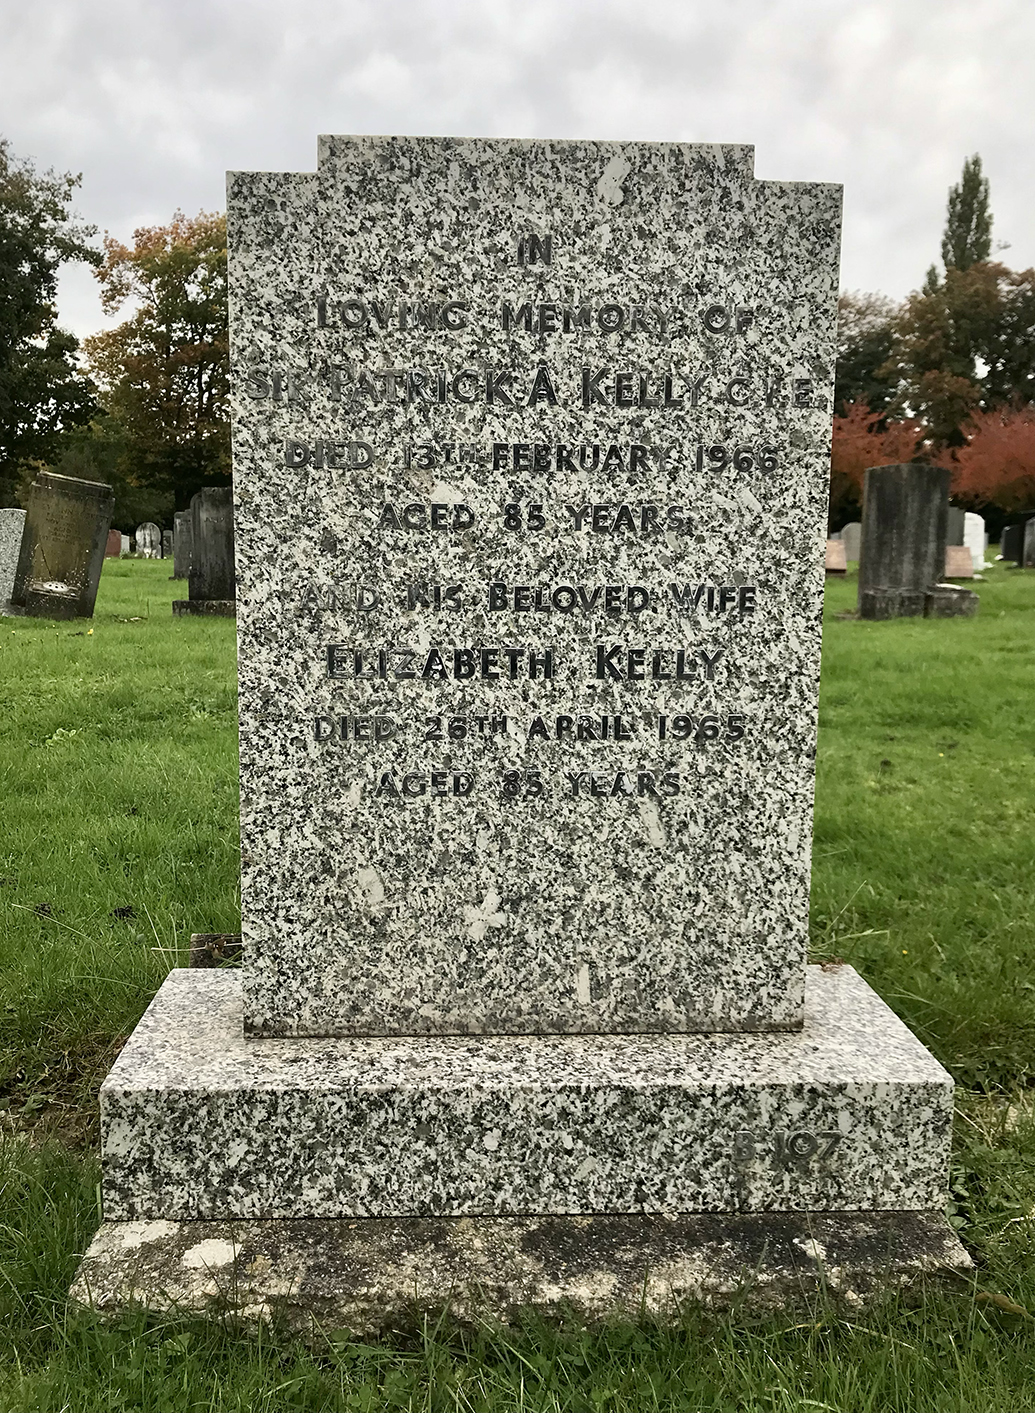 IN
LOVING MEMORY OF
SIR PATRICK A KELLY C.I.E.
DIED 13TH FEBRUARY 1966
AGED 85 YEARS
AND HIS BELOVED WIFE
ELIZABETH KELLY
DIED 26TH APRIL 1965
AGED 85 YEARS
B 107